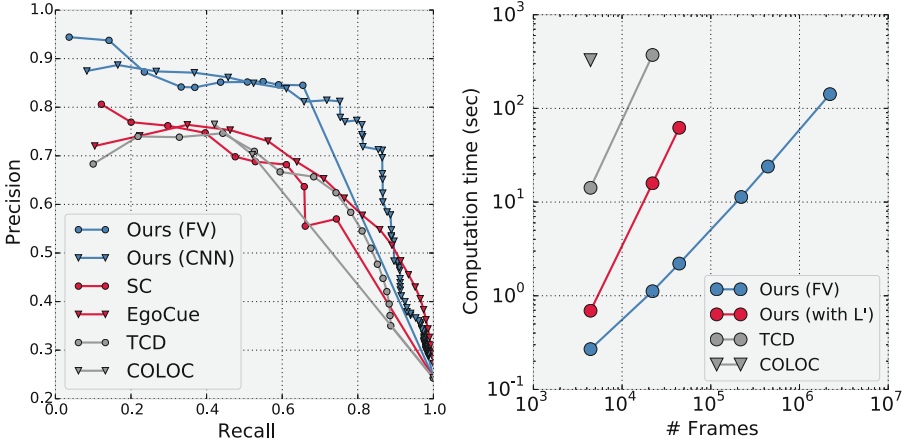 1.0
0.9
0.8
0.7
0.6
0.5
0.4
0.3
0.2
Precision
0.0 0.2 0.4 0.6 0.8 1.0
Recall
Ours (FV)
Ours (CNN)
SC
EgoCue
TCD
COLOC
10^3
10^2
10^1
10^0
10^-1
Computation time (sec)
10^3 10^4 10^5 10^6 10^7
# Frames
Ours (FV)
Ours (with L')
TCD
COLOC